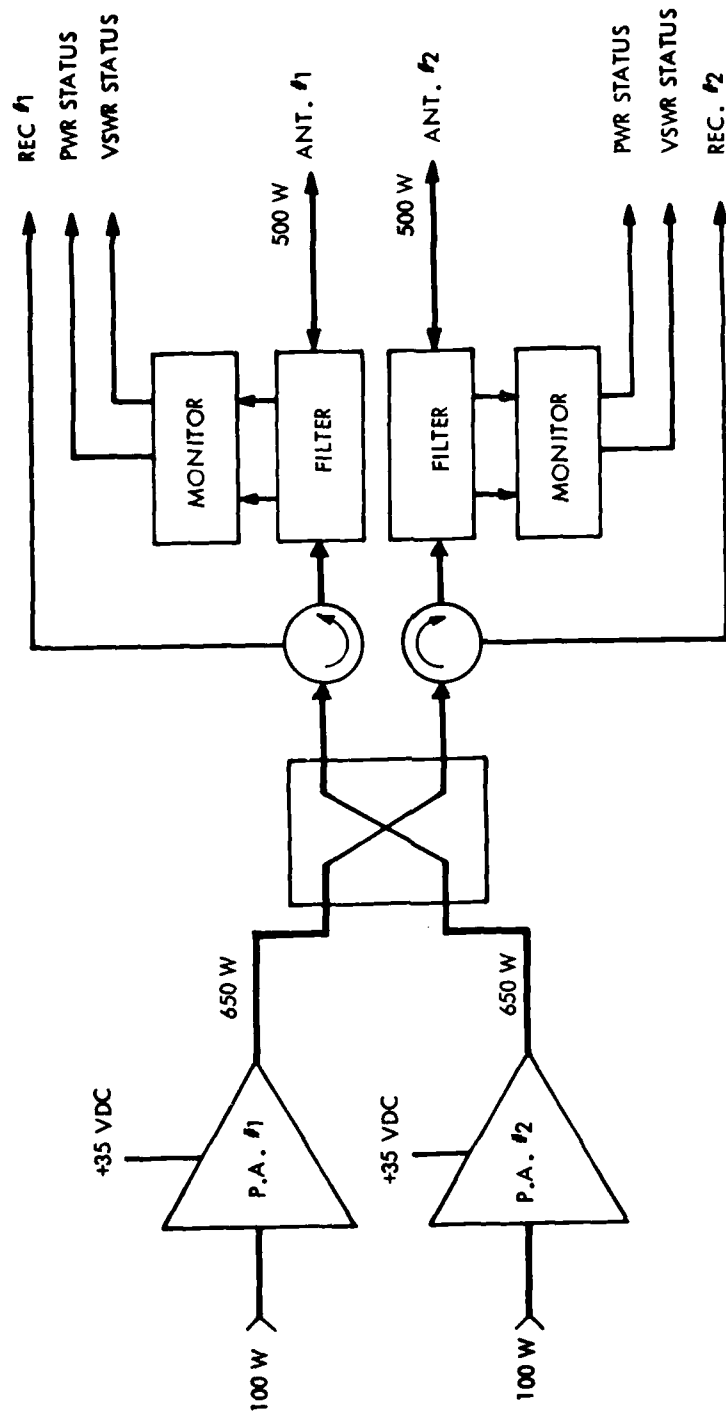 REC #1
PWR STATUS
VSWR STATUS
MONITOR
500 W
ANT. #1
FILTER
+35 VDC
650 W
P.A. #1
100 W
500 W
ANT. #2
FILTER
MONITOR
+35 VDC
650 W
P.A. #2
100 W
PWR STATUS
VSWR STATUS
REC. #2